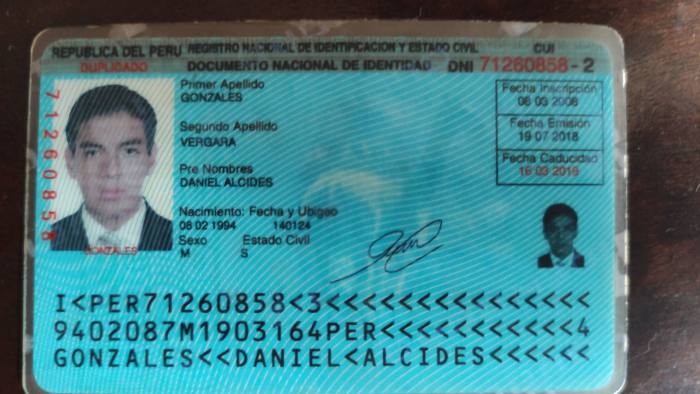 REPUBLICA DEL PERU REGISTRO NACIONAL DE IDENTIFICACION Y ESTADO CIVIL CUI
DUPLICADO DOCUMENTO NACIONAL DE IDENTIDAD DNI 71260858 - 2
Primer Apellido
GONZALES
Segundo Apellido
VERGARA
Pre Nombres
DANIEL ALCIDES
Nacimiento: Fecha y Ubigeo
08 02 1994 140124
Sexo Estado Civil
M S
Fecha Inscripción
06 03 2008
Fecha Emisión
19 07 2018
Fecha Caducidad
16 03 2019
71260858
GONZALES
I<PER71260858<3<<<<<<<<<<<<<<<
9402087M1903164PER<<<<<<<<<<<4
GONZALES<<DANIEL<ALCIDES<<<<<<